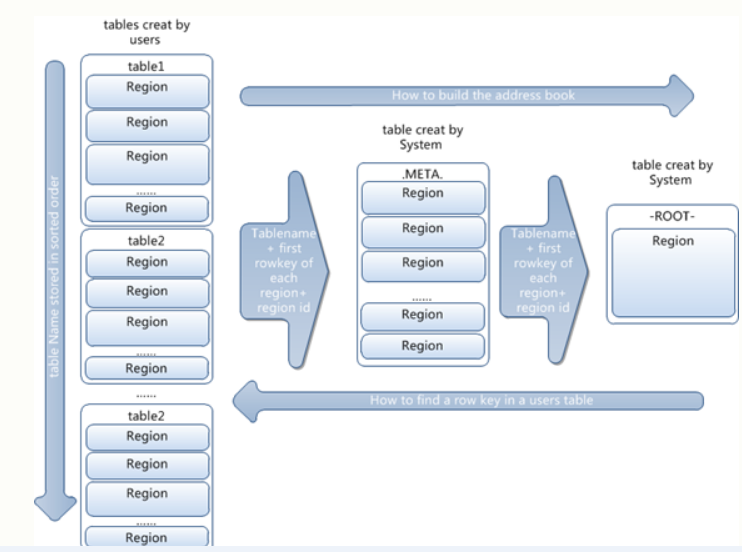 tables creat by
users
table Name stored in sorted order
table1
Region
Region
Region
......
Region
table2
Region
Region
Region
......
Region
......
table2
Region
Region
Region
......
Region
How to build the address book
Tablename
+ first
rowkey of
each
region+
region id
table creat by
System
.META.
Region
Region
Region
......
Region
Region
Tablename
+ first
rowkey of
each
region+
region id
table creat by
System
-ROOT-
Region
How to find a row key in a users table